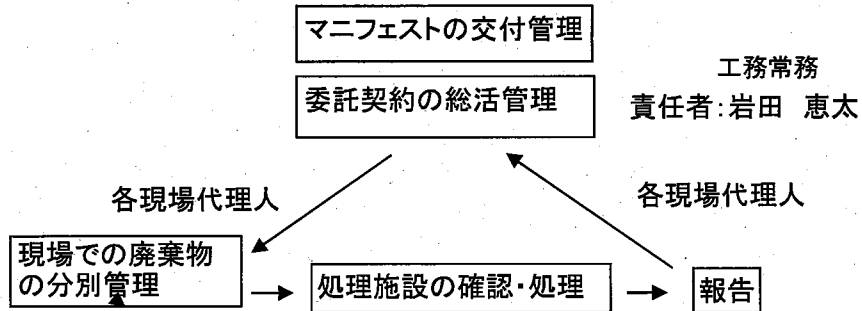 マニフェストの交付管理
工務常務
委託契約の総活管理
責任者:岩田 恵太
各現場代理人
各現場代理人
現場での廃棄物
の分別管理
処理施設の確認・処理
報告